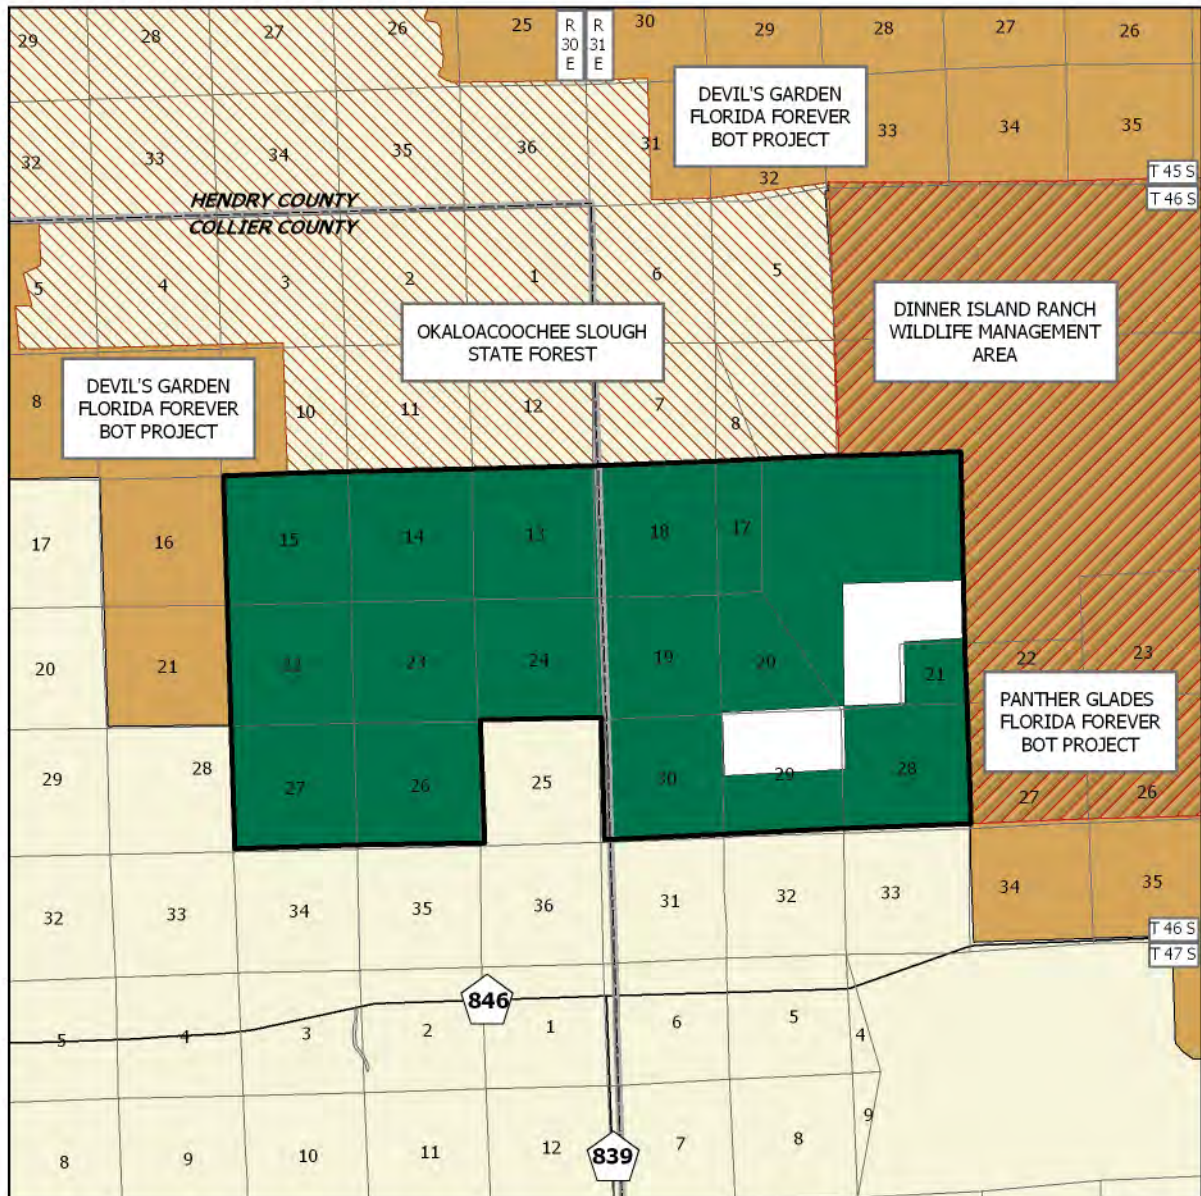 29 28 27 26 25 R 30 E R 31 E 30 29 28 27 26
DEVIL'S GARDEN
FLORIDA FOREVER
BOT PROJECT
32 33 34 35 36 31 32 33 34 35
T 45 S
T 46 S
HENDRY COUNTY
COLLIER COUNTY
5 4 3 2 1 6 5
OKALOACOOCHEE SLOUGH
STATE FOREST
DINNER ISLAND RANCH
WILDLIFE MANAGEMENT
AREA
DEVIL'S GARDEN
FLORIDA FOREVER
BOT PROJECT
8 10 11 12 7 8
17 16 15 14 13 18 17
20 21 22 23 24 19 20 21 22 23
PANTHER GLADES
FLORIDA FOREVER
BOT PROJECT
29 28 27 26 25 30 29 28 27 26
32 33 34 35 36 31 32 33 34 35
T 46 S
T 47 S
846
5 4 3 2 1 6 5 4
8 9 10 11 12 7 8 9
839